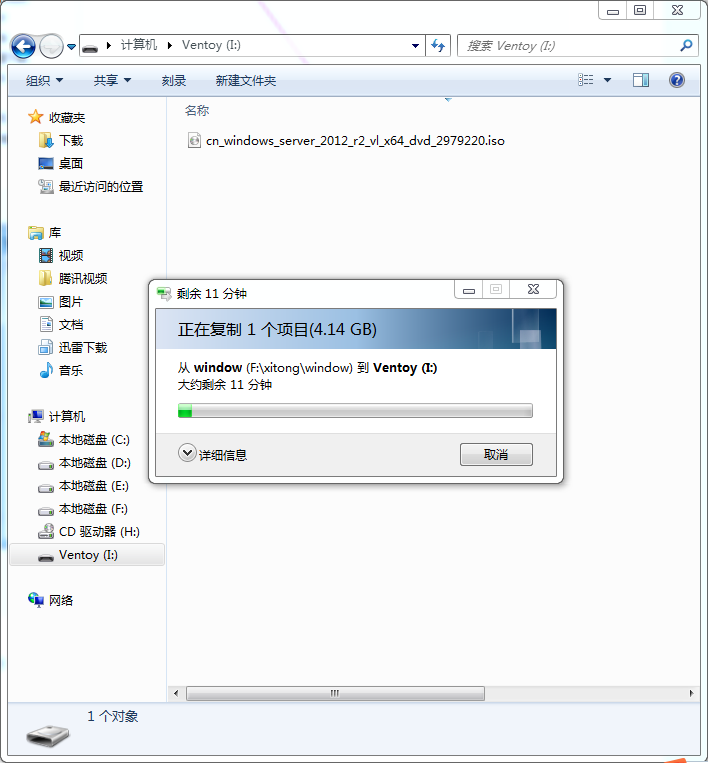 计算机 Ventoy (I:)
搜索 Ventoy (I:)
组织 共享 刻录 新建文件夹
收藏夹
下载
桌面
最近访问的位置
库
视频
腾讯视频
图片
文档
迅雷下载
音乐
计算机
本地磁盘 (C:)
本地磁盘 (D:)
本地磁盘 (E:)
本地磁盘 (F:)
CD 驱动器 (H:)
Ventoy (I:)
网络
名称
cn_windows_server_2012_r2_vl_x64_dvd_2979220.iso
剩余 11 分钟
正在复制 1 个项目(4.14 GB)
从 window (F:\xitong\window) 到 Ventoy (I:)
大约剩余 11 分钟
详细信息
取消
1 个对象